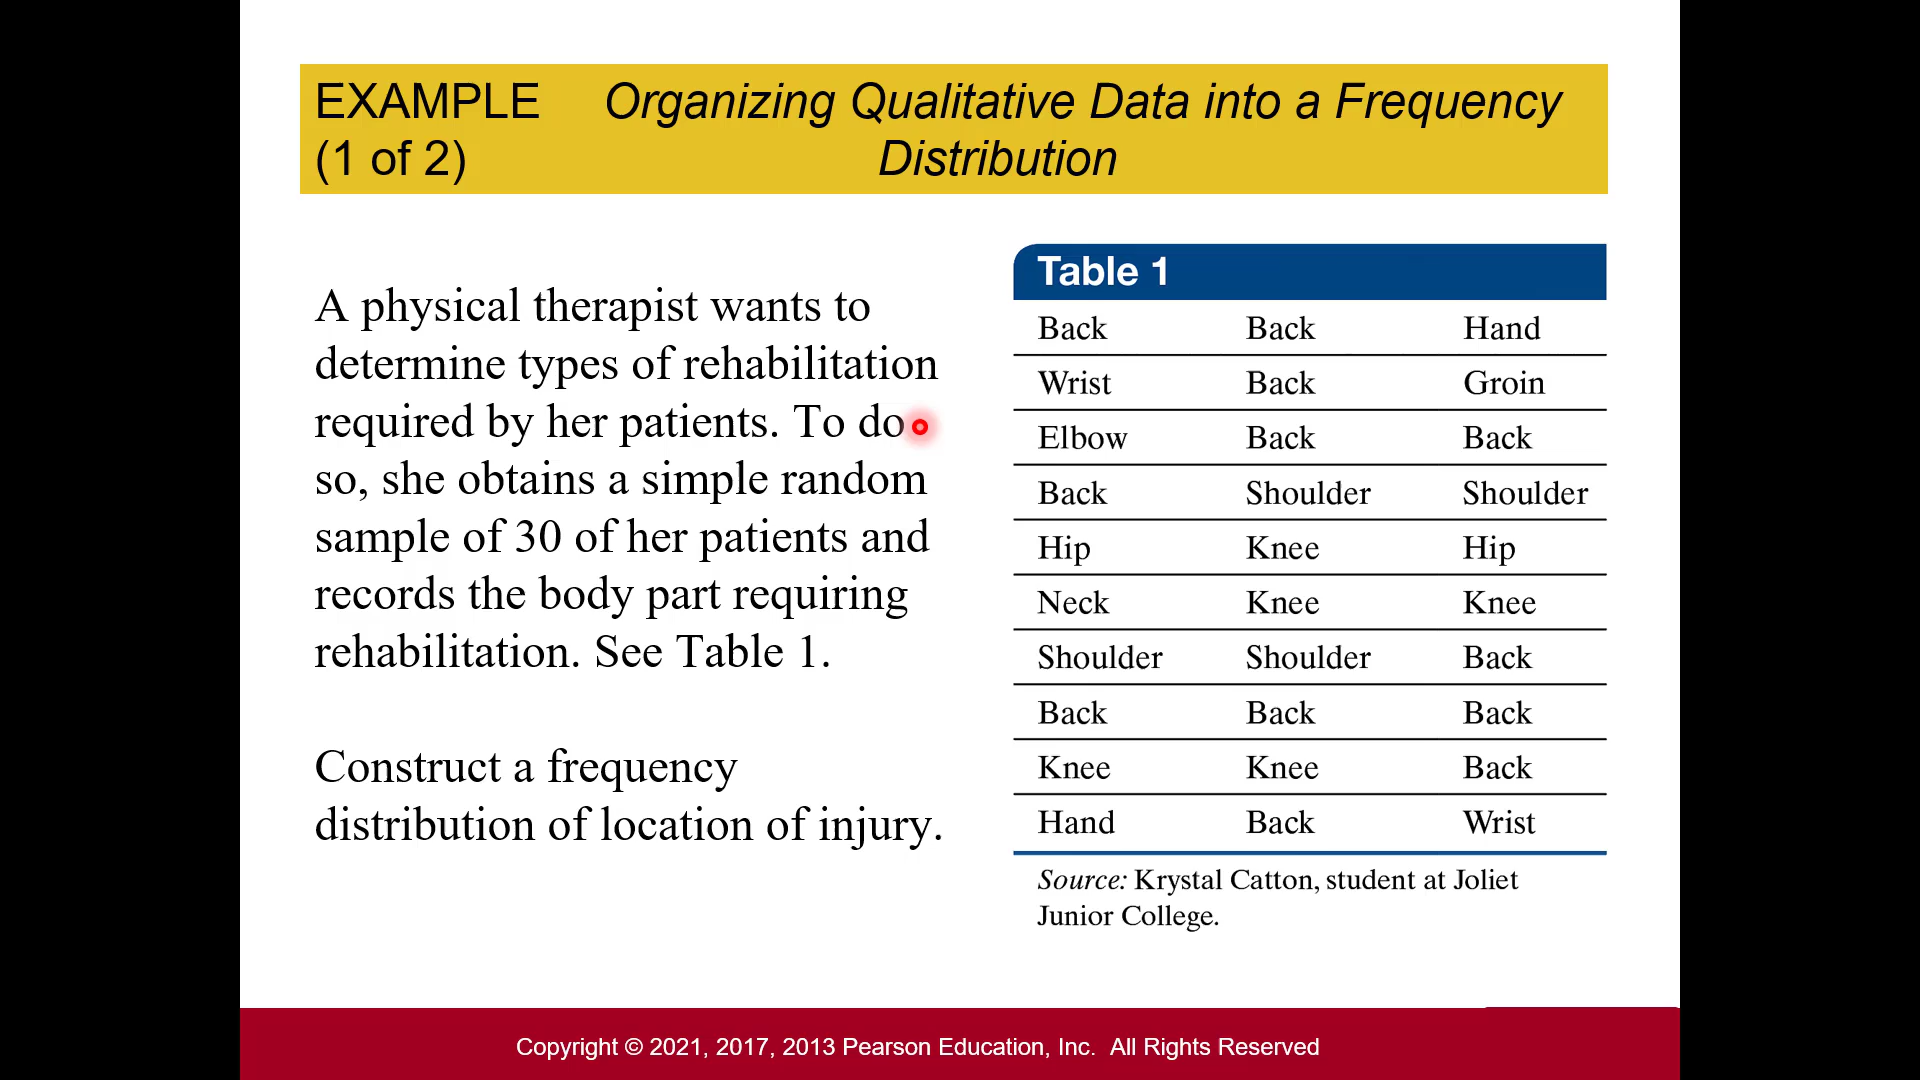 EXAMPLE Organizing Qualitative Data into a Frequency
(1 of 2) Distribution
A physical therapist wants to
determine types of rehabilitation
required by her patients. To do
so, she obtains a simple random
sample of 30 of her patients and
records the body part requiring
rehabilitation. See Table 1.
Construct a frequency
distribution of location of injury.
Table 1
Back Back Hand
Wrist Back Groin
Elbow Back Back
Back Shoulder Shoulder
Hip Knee Hip
Neck Knee Knee
Shoulder Shoulder Back
Back Back Back
Knee Knee Back
Hand Back Wrist
Source: Krystal Catton, student at Joliet
Junior College.
Copyright © 2021, 2017, 2013 Pearson Education, Inc. All Rights Reserved